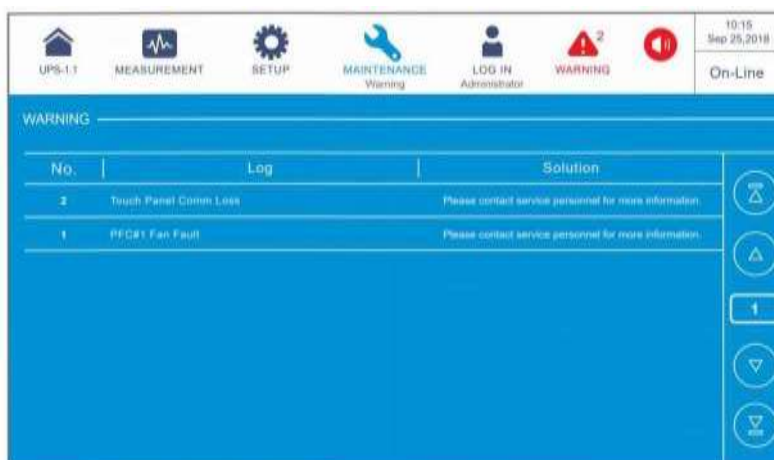 UPS-1.1
MEASUREMENT
SETUP
MAINTENANCE
Warning
LOG IN
Administrator
WARNING
2
10:15
Sep 25,2018
On-Line
WARNING
No. Log Solution
2 Touch Panel Comm Loss Please contact service personnel for more information.
1 PFC#1 Fan Fault Please contact service personnel for more information.
1